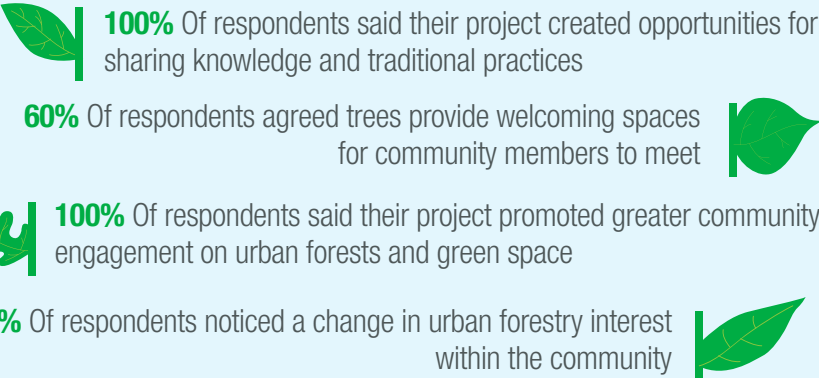 100% Of respondents said their project created opportunities for
sharing knowledge and traditional practices
60% Of respondents agreed trees provide welcoming spaces
for community members to meet
100% Of respondents said their project promoted greater community
engagement on urban forests and green space
% Of respondents noticed a change in urban forestry interest
within the community